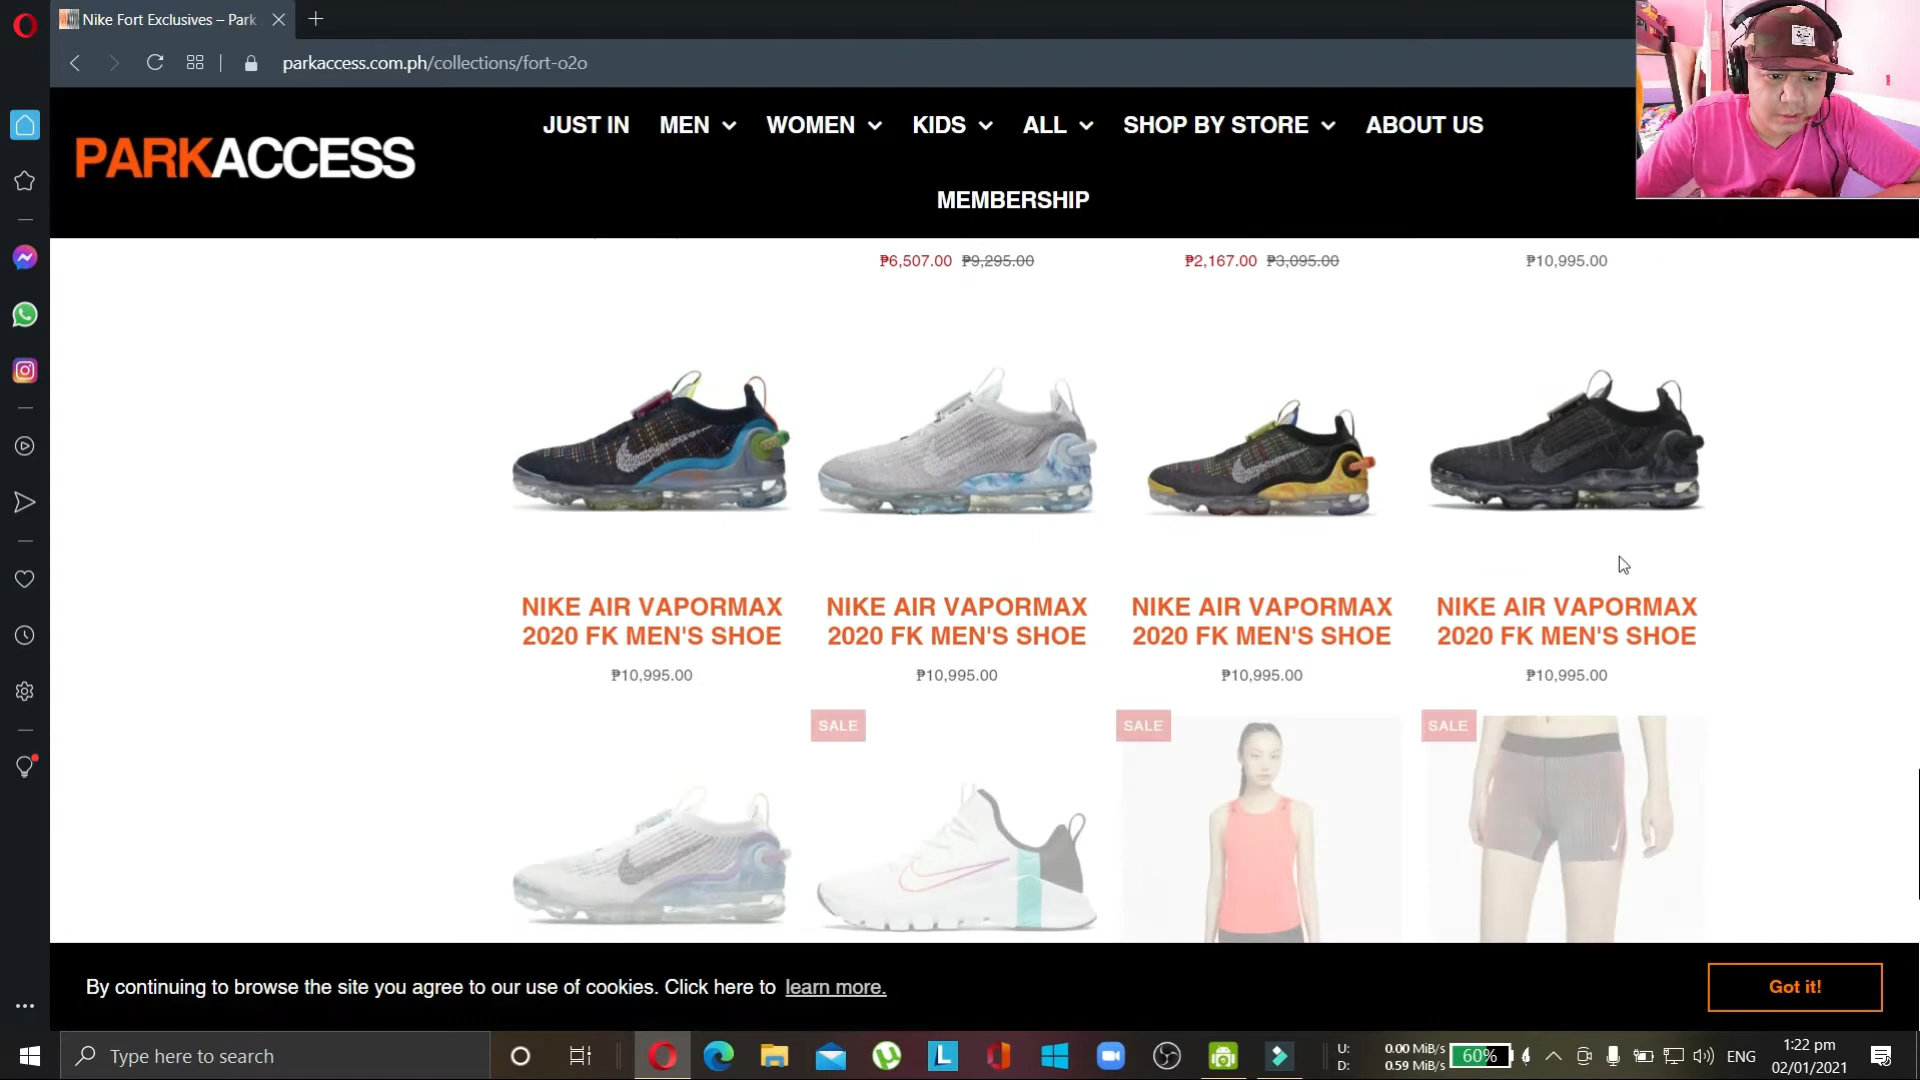 Nike Fort Exclusives – Park
parkaccess.com.ph/collections/fort-o2o
PARKACCESS
JUST IN MEN WOMEN KIDS ALL SHOP BY STORE ABOUT US
MEMBERSHIP
₱6,507.00 ₱9,295.00 ₱2,167.00 ₱3,095.00 ₱10,995.00
NIKE AIR VAPORMAX NIKE AIR VAPORMAX NIKE AIR VAPORMAX NIKE AIR VAPORMAX
2020 FK MEN'S SHOE 2020 FK MEN'S SHOE 2020 FK MEN'S SHOE 2020 FK MEN'S SHOE
₱10,995.00 ₱10,995.00 ₱10,995.00 ₱10,995.00
SALE SALE SALE
By continuing to browse the site you agree to our use of cookies. Click here to learn more. Got it!
Type here to search
U: 0.00 MiB/s
D: 0.59 MiB/s
60%
ENG
1:22 pm
02/01/2021